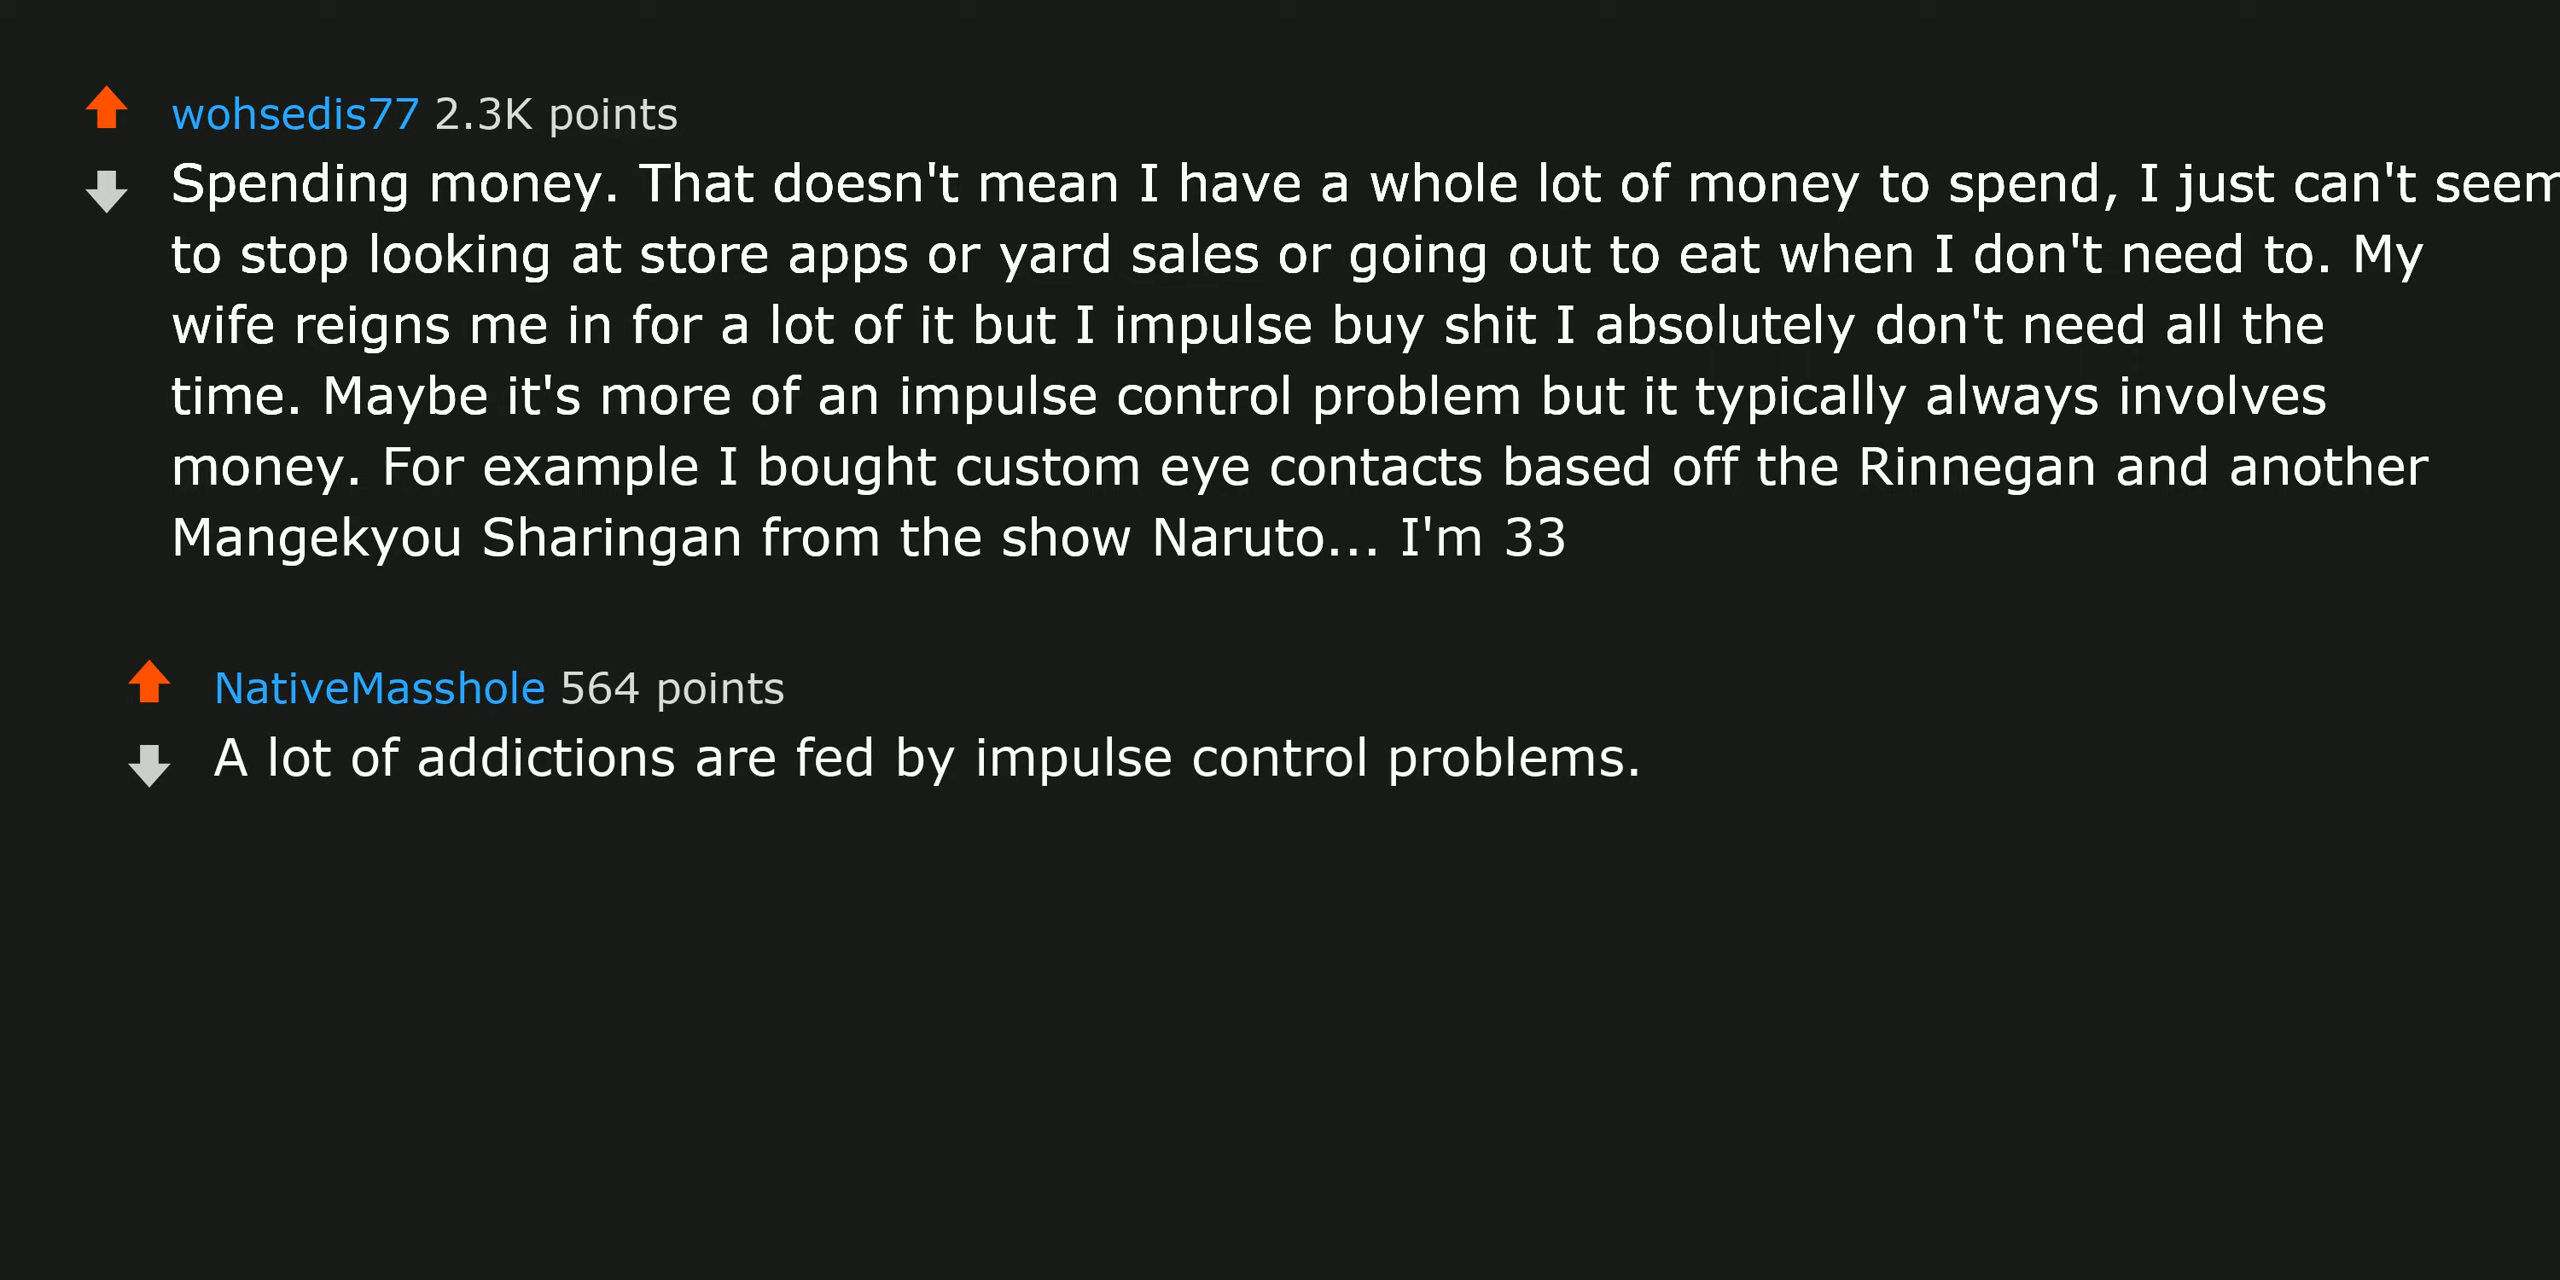 wohsedis77 2.3K points
Spending money. That doesn't mean I have a whole lot of money to spend, I just can't seem
to stop looking at store apps or yard sales or going out to eat when I don't need to. My
wife reigns me in for a lot of it but I impulse buy shit I absolutely don't need all the
time. Maybe it's more of an impulse control problem but it typically always involves
money. For example I bought custom eye contacts based off the Rinnegan and another
Mangekyou Sharingan from the show Naruto... I'm 33
NativeMasshole 564 points
A lot of addictions are fed by impulse control problems.